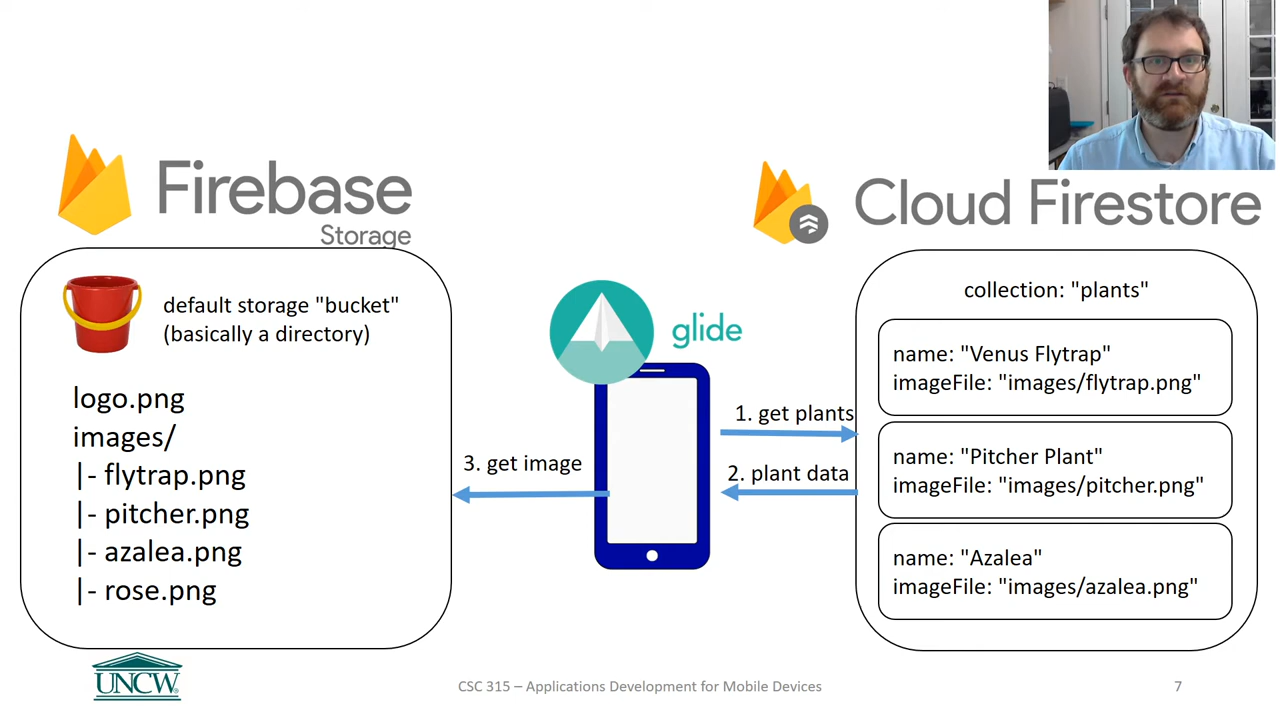 Firebase
Storage
default storage "bucket"
(basically a directory)
logo.png
images/
|- flytrap.png
|- pitcher.png
|- azalea.png
|- rose.png
glide
3. get image
1. get plants
2. plant data
Cloud Firestore
collection: "plants"
name: "Venus Flytrap"
imageFile: "images/flytrap.png"
name: "Pitcher Plant"
imageFile: "images/pitcher.png"
name: "Azalea"
imageFile: "images/azalea.png"
UNCW
CSC 315 – Applications Development for Mobile Devices
7